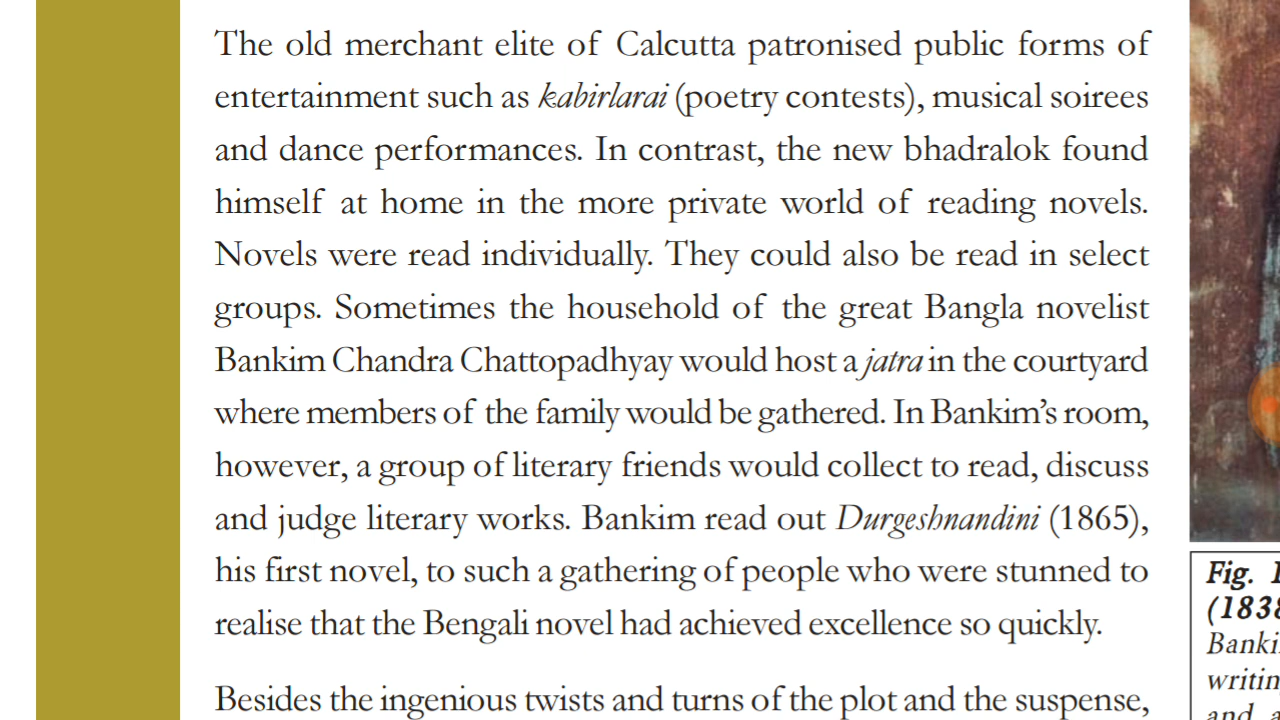 The old merchant elite of Calcutta patronised public forms of
entertainment such as kabirlarai (poetry contests), musical soirees
and dance performances. In contrast, the new bhadralok found
himself at home in the more private world of reading novels.
Novels were read individually. They could also be read in select
groups. Sometimes the household of the great Bangla novelist
Bankim Chandra Chattopadhyay would host a jatra in the courtyard
where members of the family would be gathered. In Bankim’s room,
however, a group of literary friends would collect to read, discuss
and judge literary works. Bankim read out Durgeshnandini (1865),
his first novel, to such a gathering of people who were stunned to
realise that the Bengali novel had achieved excellence so quickly.
Besides the ingenious twists and turns of the plot and the suspense,
Fig.
(1838
Banki
writin
and a